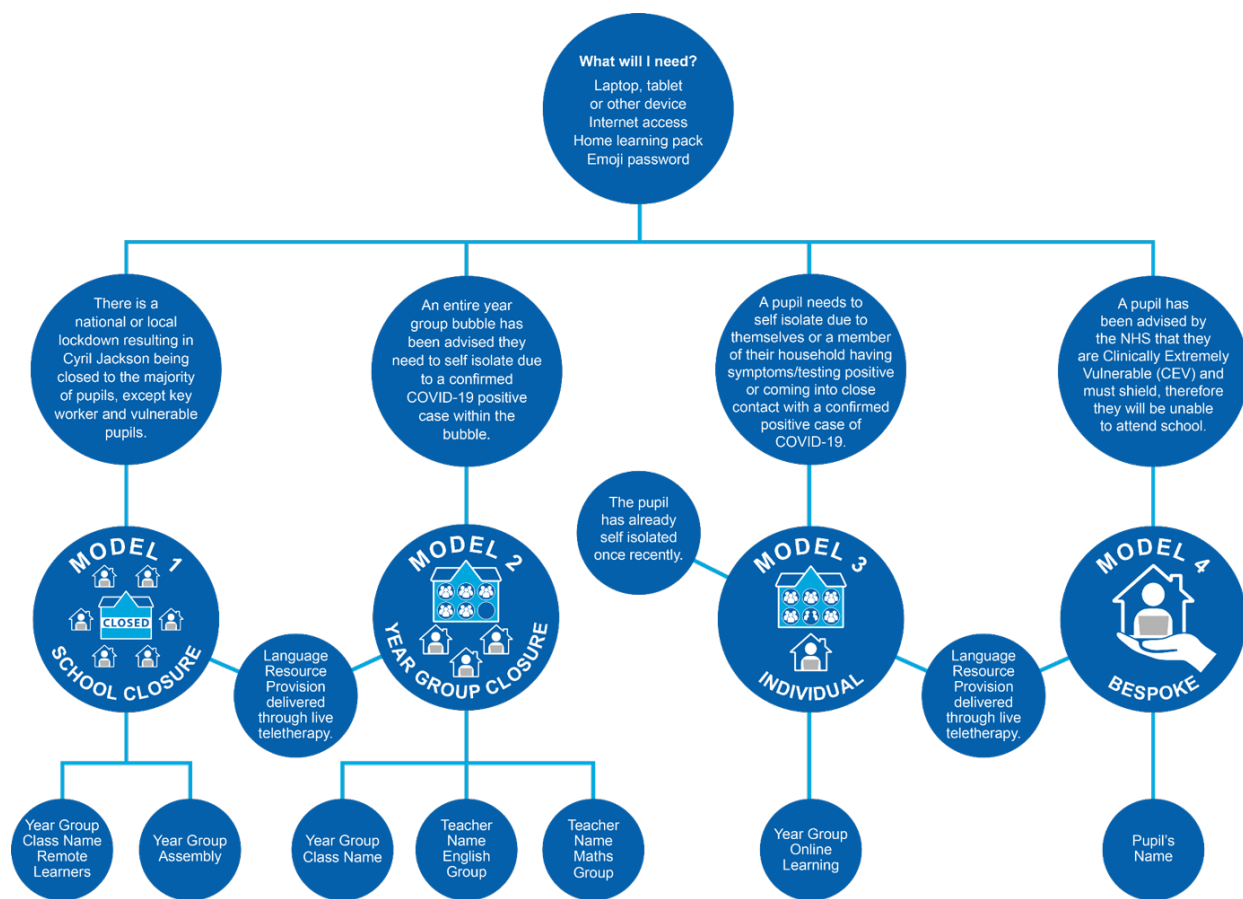 What will I need?
Laptop, tablet
or other device
Internet access
Home learning pack
Emoji password
There is a
national or local
lockdown resulting in
Cyril Jackson being
closed to the majority
of pupils, except key
worker and vulnerable
pupils.
An entire year
group bubble has
been advised they
need to self isolate due
to a confirmed
COVID-19 positive
case within the
bubble.
A pupil needs to
self isolate due to
themselves or a member
of their household having
symptoms/testing positive
or coming into close
contact with a confirmed
positive case of
COVID-19.
A pupil has
been advised by
the NHS that they
are Clinically Extremely
Vulnerable (CEV) and
must shield, therefore
they will be unable
to attend school.
The pupil
has already
self isolated
once recently.
MODEL 1
CLOSED
SCHOOL CLOSURE
MODEL 2
YEAR GROUP CLOSURE
MODEL 3
INDIVIDUAL
MODEL 4
BESPOKE
Language
Resource
Provision
delivered
through live
teletherapy.
Language
Resource
Provision
delivered
through live
teletherapy.
Year Group
Class Name
Remote
Learners
Year Group
Assembly
Year Group
Class Name
Teacher
Name
English
Group
Teacher
Name
Maths
Group
Year Group
Online
Learning
Pupil's
Name